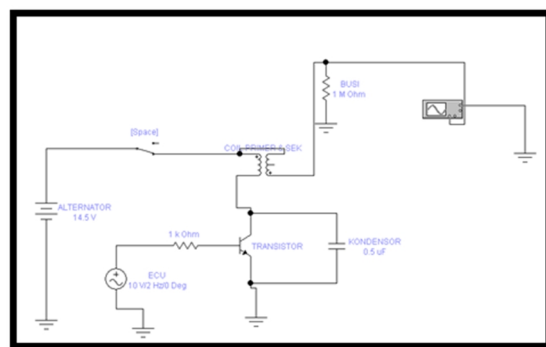 BUSI
1 M Ohm
[Space]
COIL PRIMER & SEK
ALTERNATOR
14.5 V
1 k Ohm
TRANSISTOR
KONDENSOR
0.5 uF
ECU
10 V/2 Hz/0 Deg